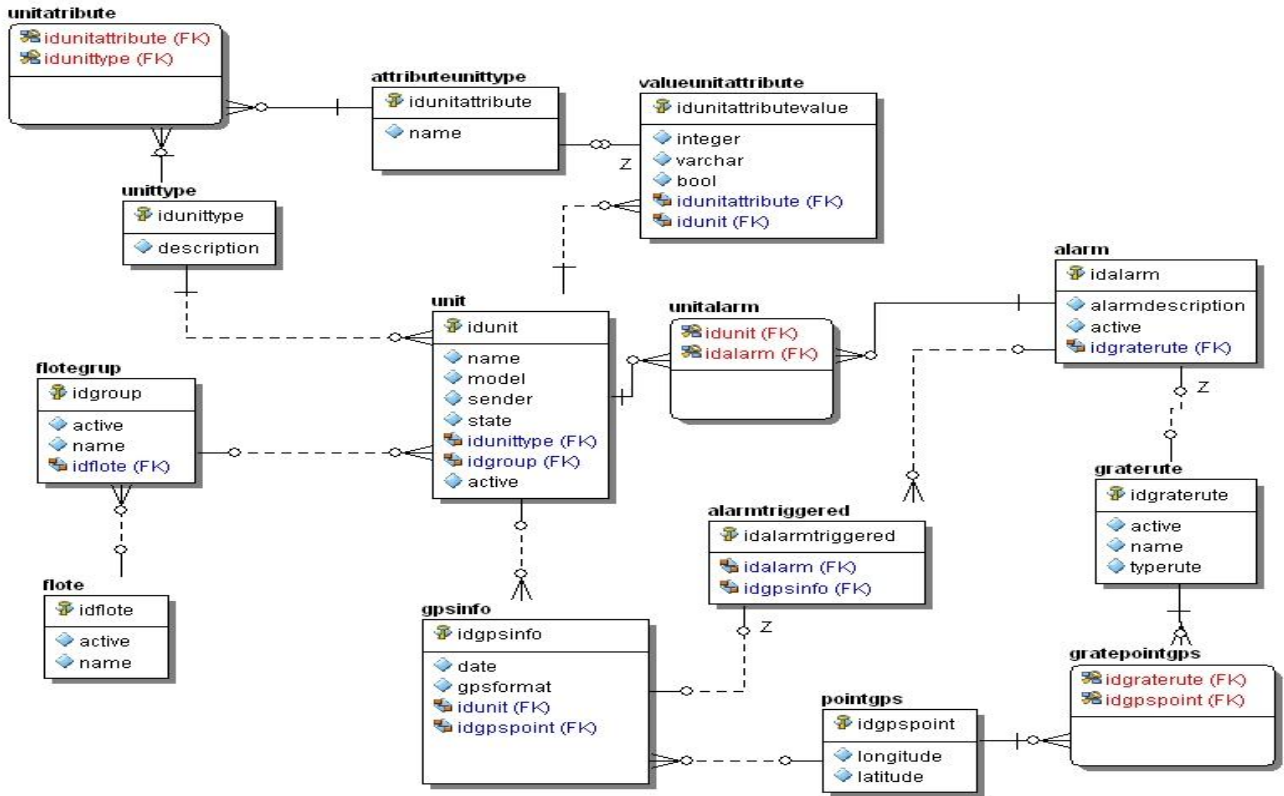 unitatribute
idunitattribute (FK)
idunittype (FK)
attributeunittype
idunitattribute
name
valueunitattribute
idunitattributevalue
integer
varchar
bool
idunitattribute (FK)
idunit (FK)
Z
unittype
idunittype
description
unit
idunit
name
model
sender
state
idunittype (FK)
idgroup (FK)
active
unitalarm
idunit (FK)
idalarm (FK)
alarm
idalarm
alarmdescription
active
idgraterute (FK)
Z
flotegrup
idgroup
active
name
idflote (FK)
graterute
idgraterute
active
name
typerute
alarmtriggered
idalarmtriggered
idalarm (FK)
idgpsinfo (FK)
Z
flote
idflote
active
name
gpsinfo
idgpsinfo
date
gpsformat
idunit (FK)
idgpspoint (FK)
pointgps
idgpspoint
longitude
latitude
gratepointgps
idgraterute (FK)
idgpspoint (FK)